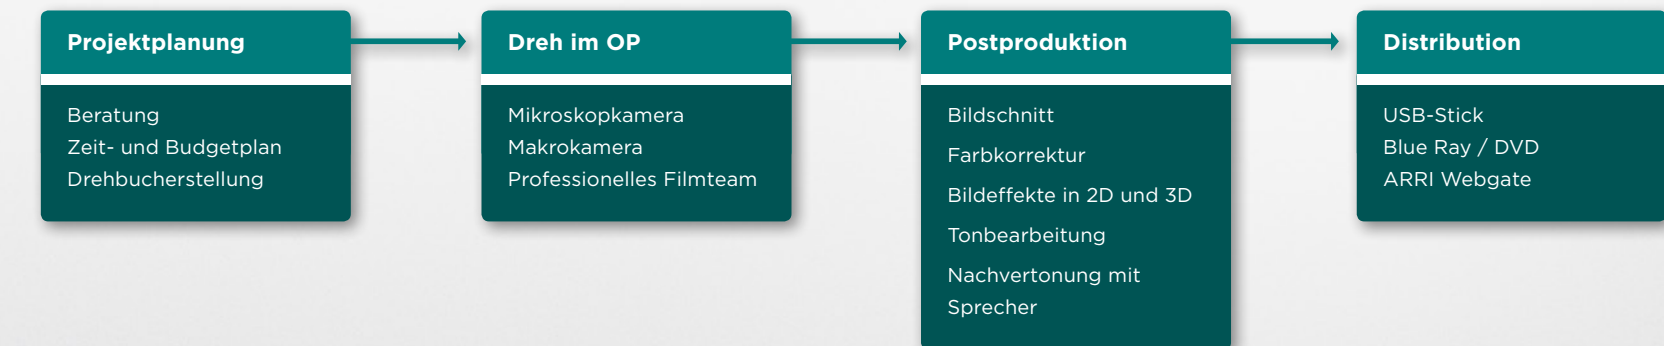 Projektplanung
Beratung
Zeit- und Budgetplan
Drehbucherstellung
Dreh im OP
Mikroskopkamera
Makrokamera
Professionelles Filmteam
Postproduktion
Bildschnitt
Farbkorrektur
Bildeffekte in 2D und 3D
Tonbearbeitung
Nachvertonung mit
Sprecher
Distribution
USB-Stick
Blue Ray / DVD
ARRI Webgate